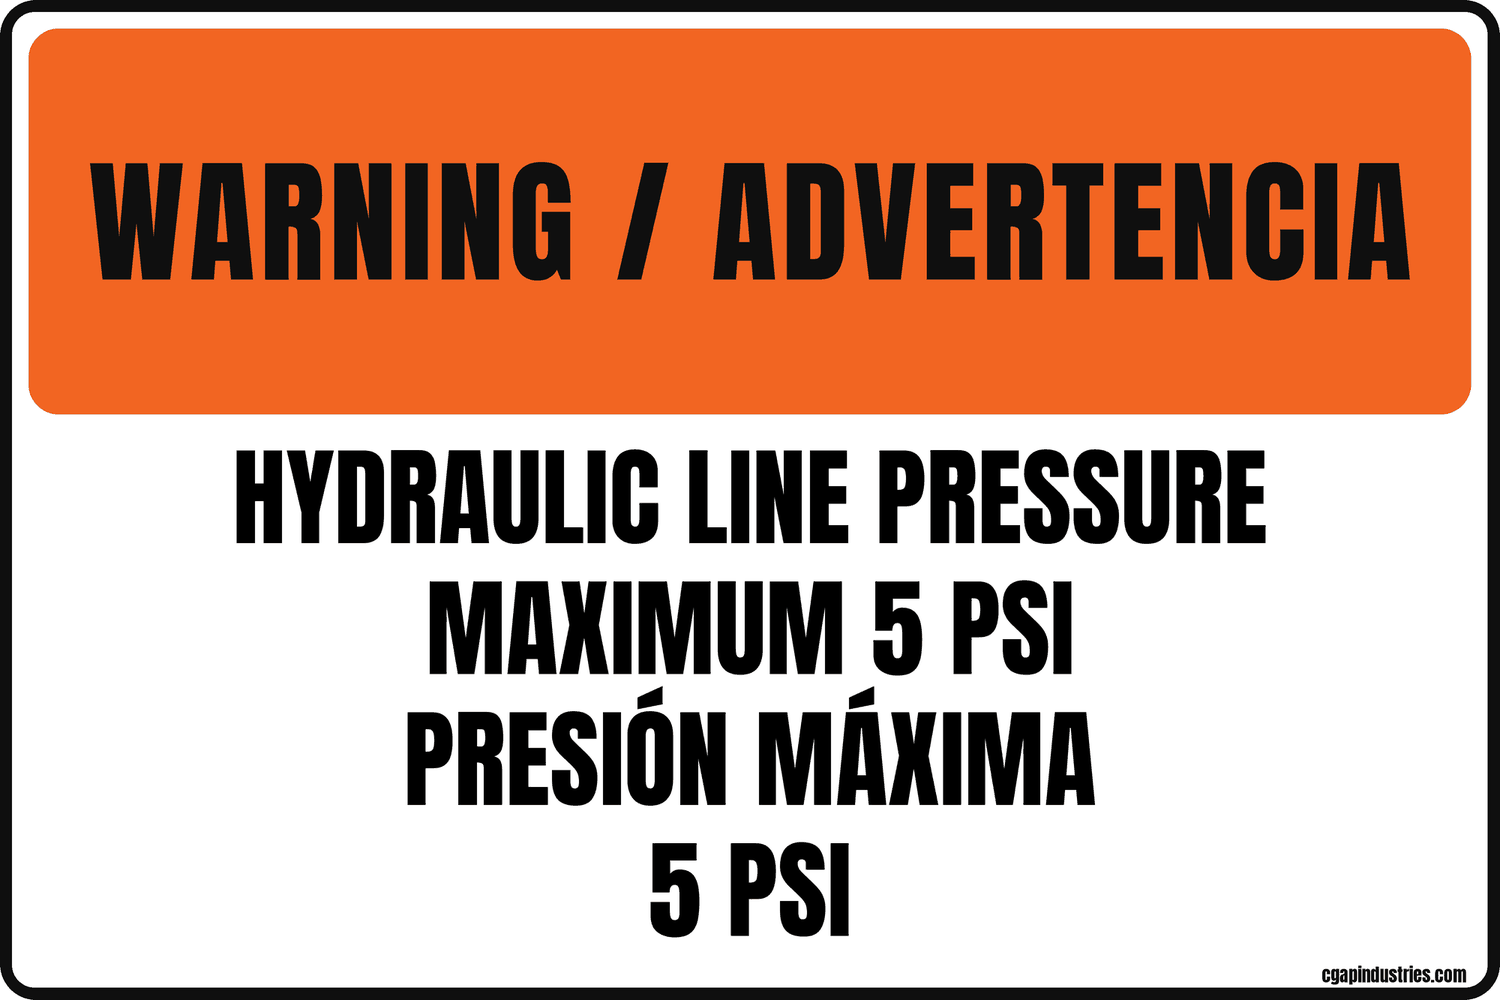 WARNING / ADVERTENCIA
HYDRAULIC LINE PRESSURE
MAXIMUM 5 PSI
PRESIÓN MÁXIMA
5 PSI
cgapindustries.com